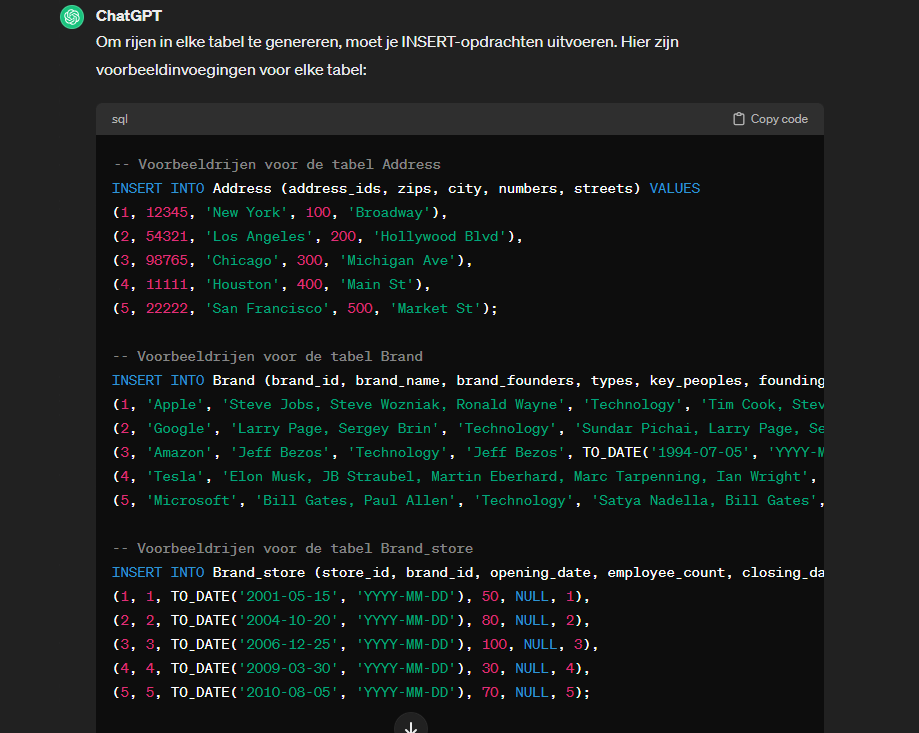 ChatGPT
Om rijen in elke tabel te genereren, moet je INSERT-opdrachten uitvoeren. Hier zijn
voorbeeldinvoegingen voor elke tabel:
sql Copy code
-- Voorbeeldrijen voor de tabel Address
INSERT INTO Address (address_ids, zips, city, numbers, streets) VALUES
(1, 12345, 'New York', 100, 'Broadway'),
(2, 54321, 'Los Angeles', 200, 'Hollywood Blvd'),
(3, 98765, 'Chicago', 300, 'Michigan Ave'),
(4, 11111, 'Houston', 400, 'Main St'),
(5, 22222, 'San Francisco', 500, 'Market St');
-- Voorbeeldrijen voor de tabel Brand
INSERT INTO Brand (brand_id, brand_name, brand_founders, types, key_peoples, founding
(1, 'Apple', 'Steve Jobs, Steve Wozniak, Ronald Wayne', 'Technology', 'Tim Cook, Stev
(2, 'Google', 'Larry Page, Sergey Brin', 'Technology', 'Sundar Pichai, Larry Page, Se
(3, 'Amazon', 'Jeff Bezos', 'Technology', 'Jeff Bezos', TO_DATE('1994-07-05', 'YYYY-M
(4, 'Tesla', 'Elon Musk, JB Straubel, Martin Eberhard, Marc Tarpenning, Ian Wright',
(5, 'Microsoft', 'Bill Gates, Paul Allen', 'Technology', 'Satya Nadella, Bill Gates',
-- Voorbeeldrijen voor de tabel Brand_store
INSERT INTO Brand_store (store_id, brand_id, opening_date, employee_count, closing_da
(1, 1, TO_DATE('2001-05-15', 'YYYY-MM-DD'), 50, NULL, 1),
(2, 2, TO_DATE('2004-10-20', 'YYYY-MM-DD'), 80, NULL, 2),
(3, 3, TO_DATE('2006-12-25', 'YYYY-MM-DD'), 100, NULL, 3),
(4, 4, TO_DATE('2009-03-30', 'YYYY-MM-DD'), 30, NULL, 4),
(5, 5, TO_DATE('2010-08-05', 'YYYY-MM-DD'), 70, NULL, 5);